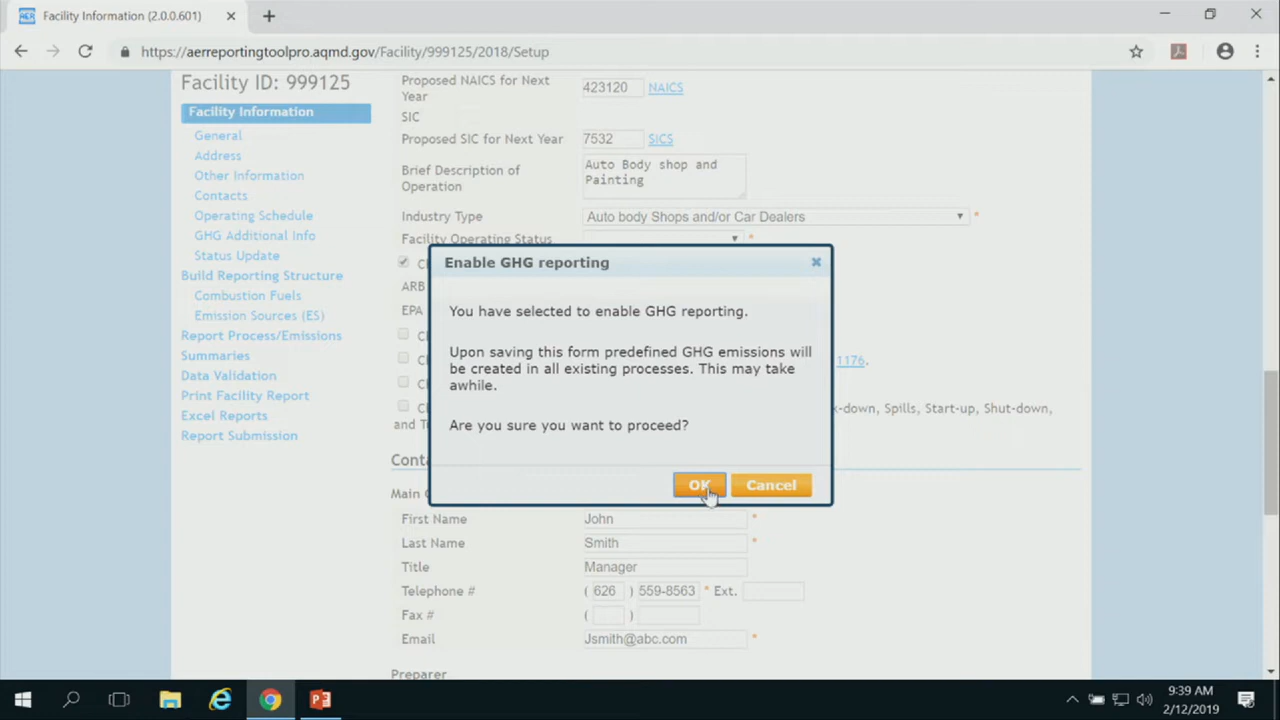 Facility Information (2.0.0.601)
https://aerreportingtoolpro.aqmd.gov/Facility/999125/2018/Setup
Facility ID: 999125
Facility Information
General
Address
Other Information
Contacts
Operating Schedule
GHG Additional Info
Status Update
Build Reporting Structure
Combustion Fuels
Emission Sources (ES)
Report Process/Emissions
Summaries
Data Validation
Print Facility Report
Excel Reports
Report Submission
Proposed NAICS for Next
Year
423120 NAICS
SIC
Proposed SIC for Next Year 7532 SICS
Brief Description of
Operation
Auto Body shop and
Painting
Industry Type Auto body Shops and/or Car Dealers *
Facility Operating Status *
ARB
EPA
1176.
k-down, Spills, Start-up, Shut-down,
Enable GHG reporting
You have selected to enable GHG reporting.
Upon saving this form predefined GHG emissions will
be created in all existing processes. This may take
awhile.
Are you sure you want to proceed?
OK Cancel
First Name John *
Last Name Smith *
Title Manager
Telephone # ( 626 ) 559-8563 * Ext.
Fax # ( )
Email Jsmith@abc.com *
Preparer
9:39 AM
2/12/2019